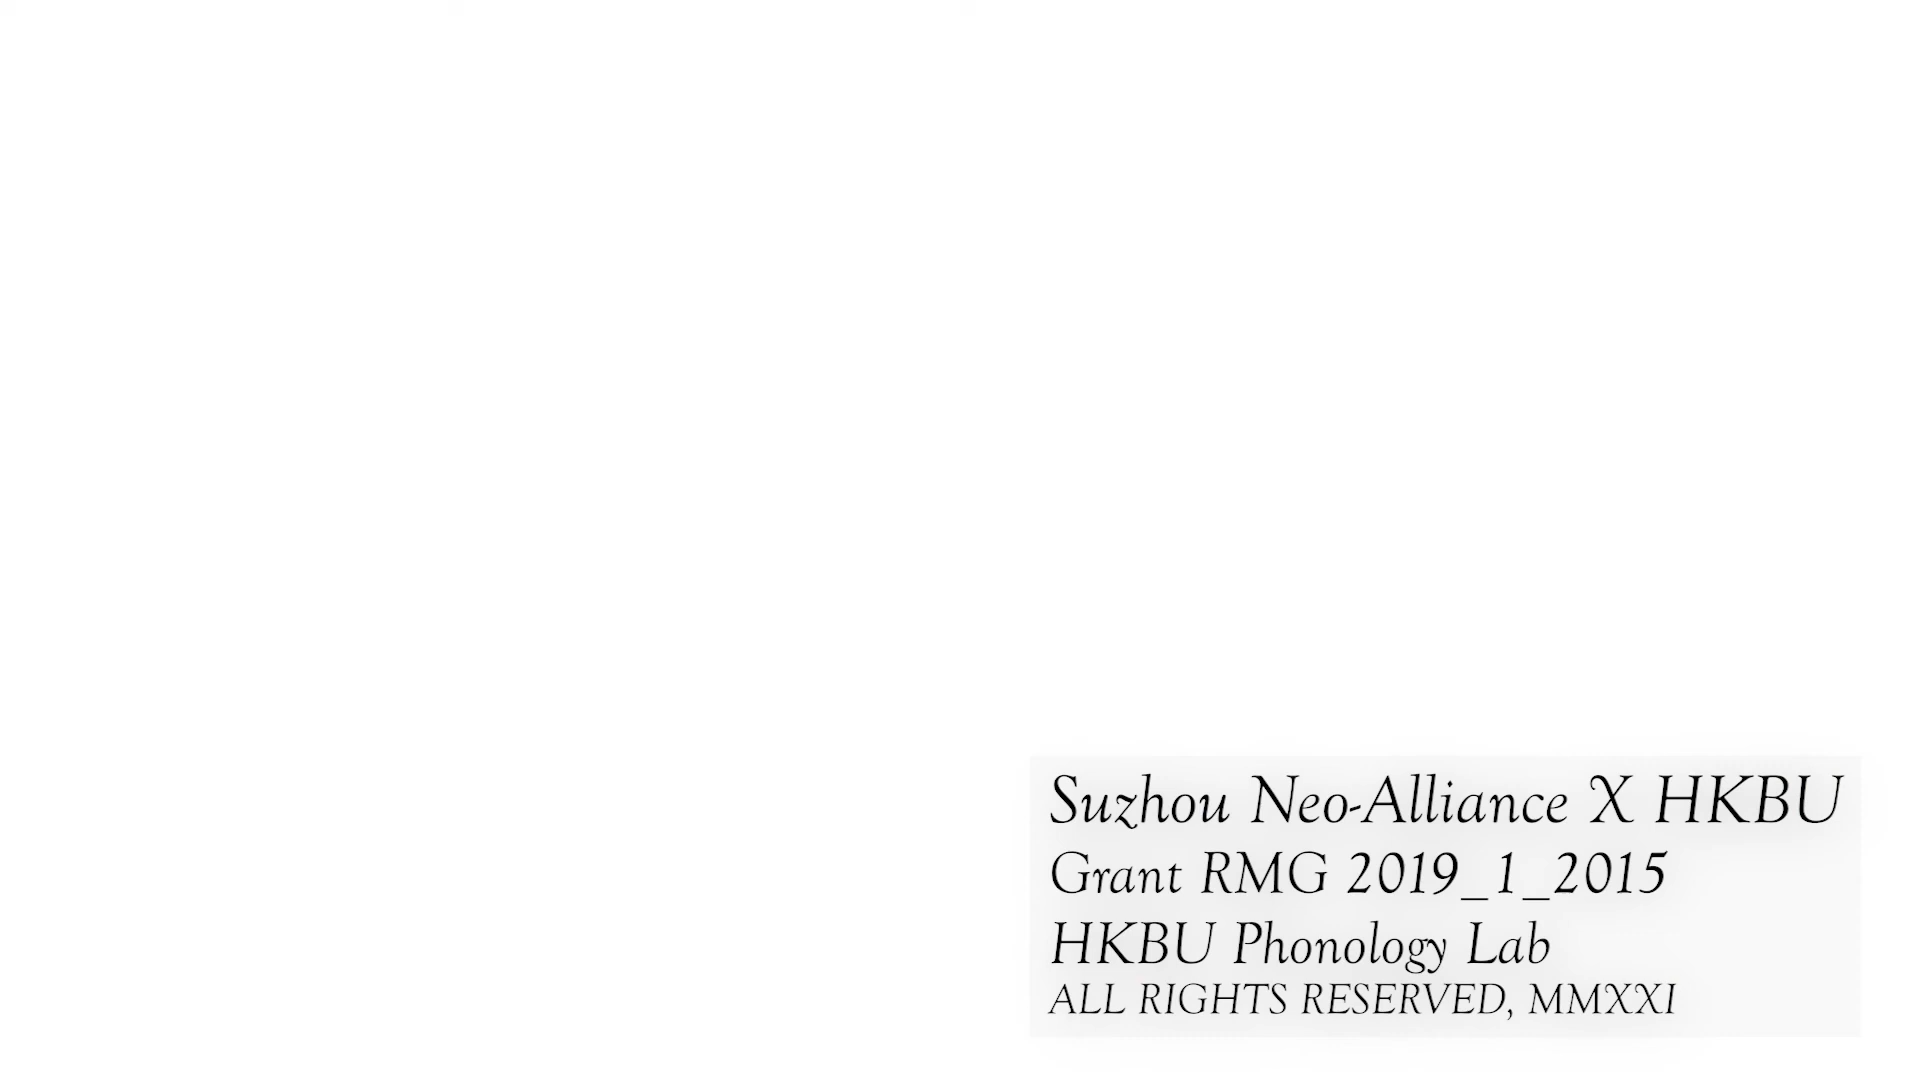 Suzhou Neo-Alliance X HKBU
Grant RMG 2019_1_2015
HKBU Phonology Lab
ALL RIGHTS RESERVED, MMXXI